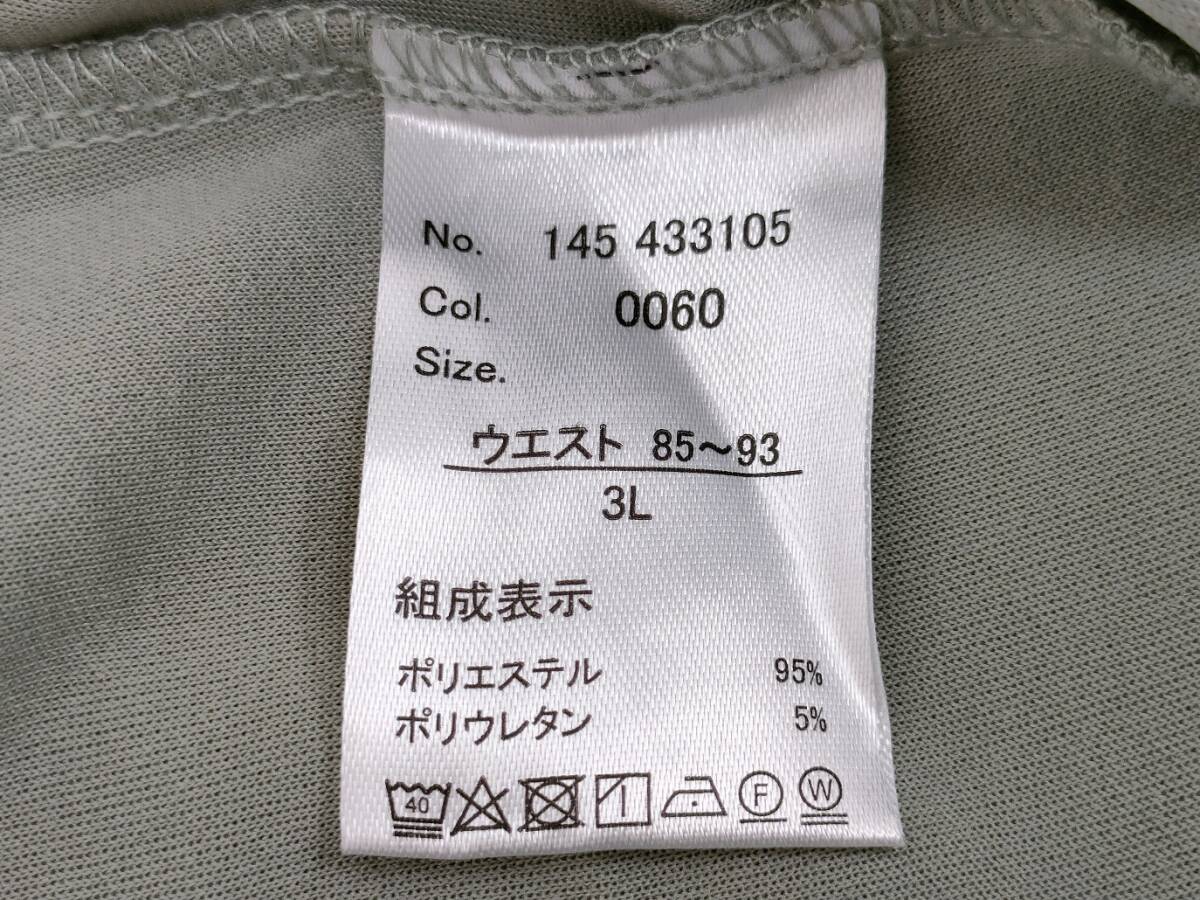 No. 145 433105
Col. 0060
Size.
ウエスト 85～93
3L
組成表示
ポリエステル 95%
ポリウレタン 5%
40 F W